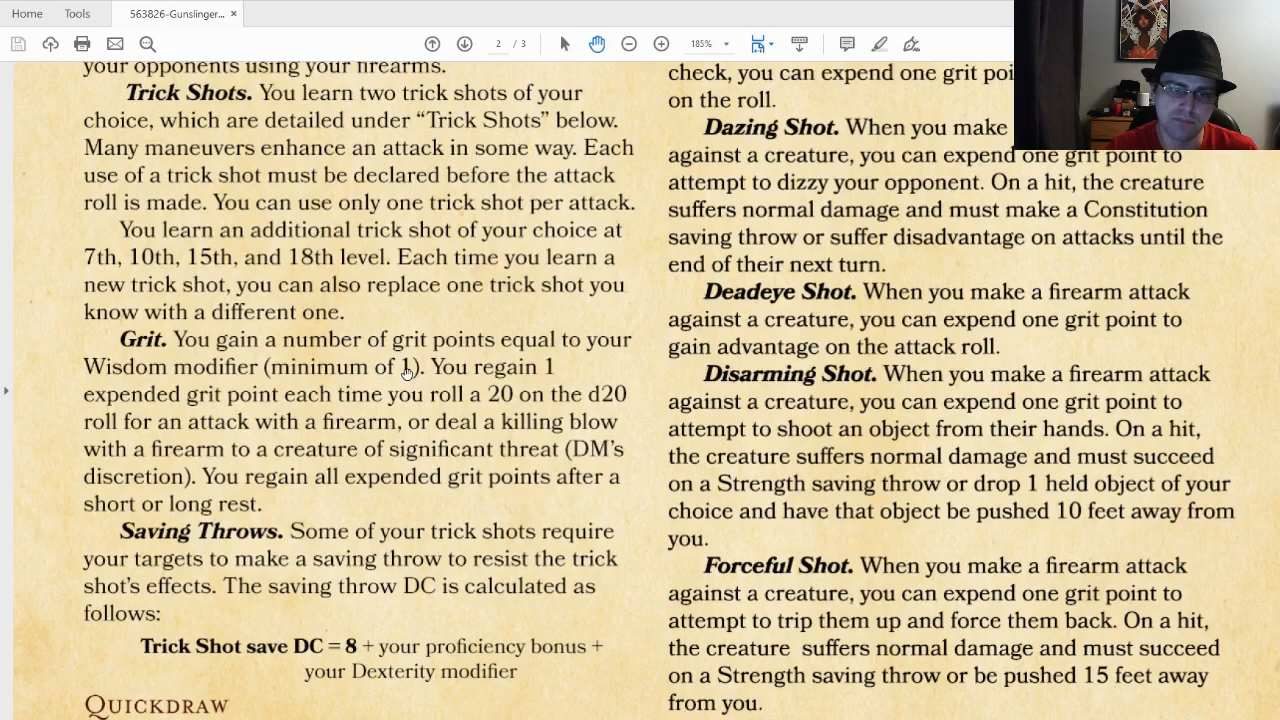 Home
Tools
563826-Gunslinger...
×
2 / 3
185%
your opponents using your firearms.
Trick Shots. You learn two trick shots of your
choice, which are detailed under “Trick Shots” below.
Many maneuvers enhance an attack in some way. Each
use of a trick shot must be declared before the attack
roll is made. You can use only one trick shot per attack.
You learn an additional trick shot of your choice at
7th, 10th, 15th, and 18th level. Each time you learn a
new trick shot, you can also replace one trick shot you
know with a different one.
Grit. You gain a number of grit points equal to your
Wisdom modifier (minimum of 1). You regain 1
expended grit point each time you roll a 20 on the d20
roll for an attack with a firearm, or deal a killing blow
with a firearm to a creature of significant threat (DM’s
discretion). You regain all expended grit points after a
short or long rest.
Saving Throws. Some of your trick shots require
your targets to make a saving throw to resist the trick
shot’s effects. The saving throw DC is calculated as
follows:
Trick Shot save DC = 8 + your proficiency bonus +
your Dexterity modifier
Quickdraw
check, you can expend one grit poi
on the roll.
Dazing Shot. When you make
against a creature, you can expend one grit point to
attempt to dizzy your opponent. On a hit, the creature
suffers normal damage and must make a Constitution
saving throw or suffer disadvantage on attacks until the
end of their next turn.
Deadeye Shot. When you make a firearm attack
against a creature, you can expend one grit point to
gain advantage on the attack roll.
Disarming Shot. When you make a firearm attack
against a creature, you can expend one grit point to
attempt to shoot an object from their hands. On a hit,
the creature suffers normal damage and must succeed
on a Strength saving throw or drop 1 held object of your
choice and have that object be pushed 10 feet away from
you.
Forceful Shot. When you make a firearm attack
against a creature, you can expend one grit point to
attempt to trip them up and force them back. On a hit,
the creature suffers normal damage and must succeed
on a Strength saving throw or be pushed 15 feet away
from you.